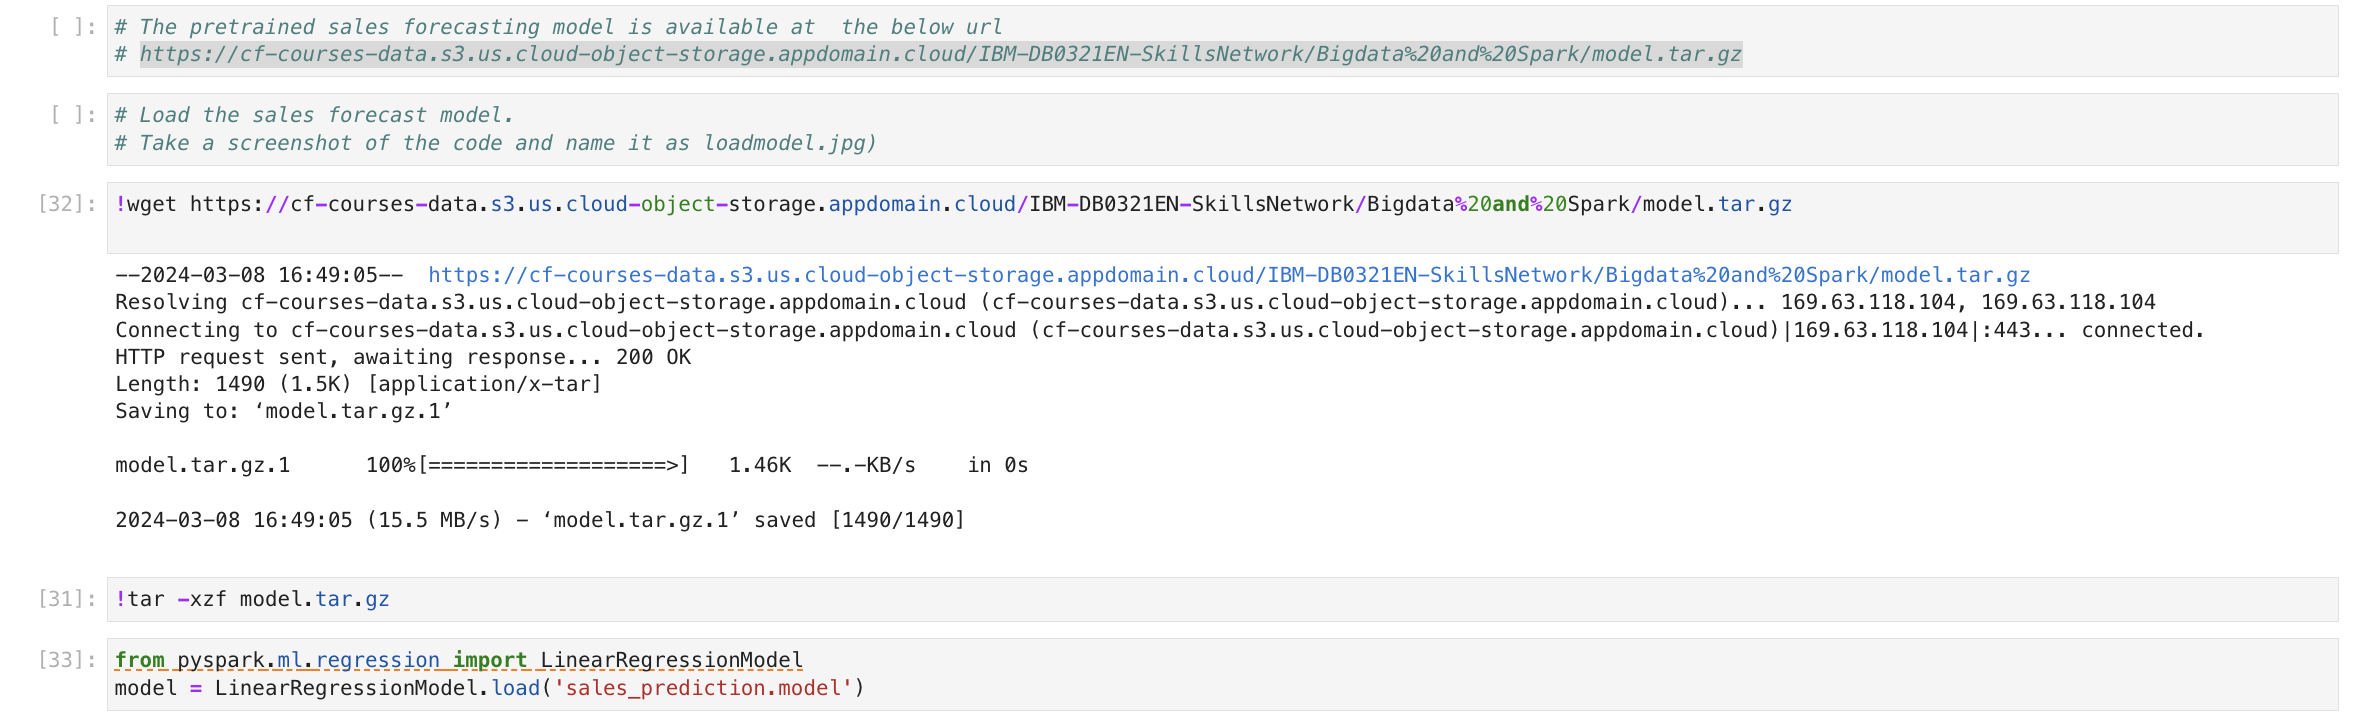 [ ]: # The pretrained sales forecasting model is available at  the below url
# https://cf-courses-data.s3.us.cloud-object-storage.appdomain.cloud/IBM-DB0321EN-SkillsNetwork/Bigdata%20and%20Spark/model.tar.gz
[ ]: # Load the sales forecast model.
# Take a screenshot of the code and name it as loadmodel.jpg)
[32]: !wget https://cf-courses-data.s3.us.cloud-object-storage.appdomain.cloud/IBM-DB0321EN-SkillsNetwork/Bigdata%20and%20Spark/model.tar.gz
--2024-03-08 16:49:05--  https://cf-courses-data.s3.us.cloud-object-storage.appdomain.cloud/IBM-DB0321EN-SkillsNetwork/Bigdata%20and%20Spark/model.tar.gz
Resolving cf-courses-data.s3.us.cloud-object-storage.appdomain.cloud (cf-courses-data.s3.us.cloud-object-storage.appdomain.cloud)... 169.63.118.104, 169.63.118.104
Connecting to cf-courses-data.s3.us.cloud-object-storage.appdomain.cloud (cf-courses-data.s3.us.cloud-object-storage.appdomain.cloud)|169.63.118.104|:443... connected.
HTTP request sent, awaiting response... 200 OK
Length: 1490 (1.5K) [application/x-tar]
Saving to: ‘model.tar.gz.1’
model.tar.gz.1      100%[===================>]   1.46K  --.-KB/s    in 0s
2024-03-08 16:49:05 (15.5 MB/s) - ‘model.tar.gz.1’ saved [1490/1490]
[31]: !tar -xzf model.tar.gz
[33]: from pyspark.ml.regression import LinearRegressionModel
model = LinearRegressionModel.load('sales_prediction.model')